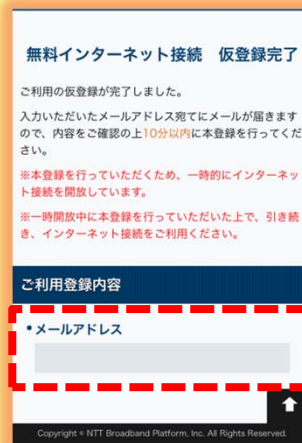 無料インターネット接続 仮登録完了
ご利用の仮登録が完了しました。
入力いただいたメールアドレス宛てにメールが届きます
ので、内容をご確認の上10分以内に本登録を行ってくだ
さい。
※本登録を行っていただくため、一時的にインターネッ
ト接続を開放しています。
※一時開放中に本登録を行っていただいた上で、引き続
き、インターネット接続をご利用ください。
ご利用登録内容
•メールアドレス
Copyright © NTT Broadband Platform, Inc. All Rights Reserved.